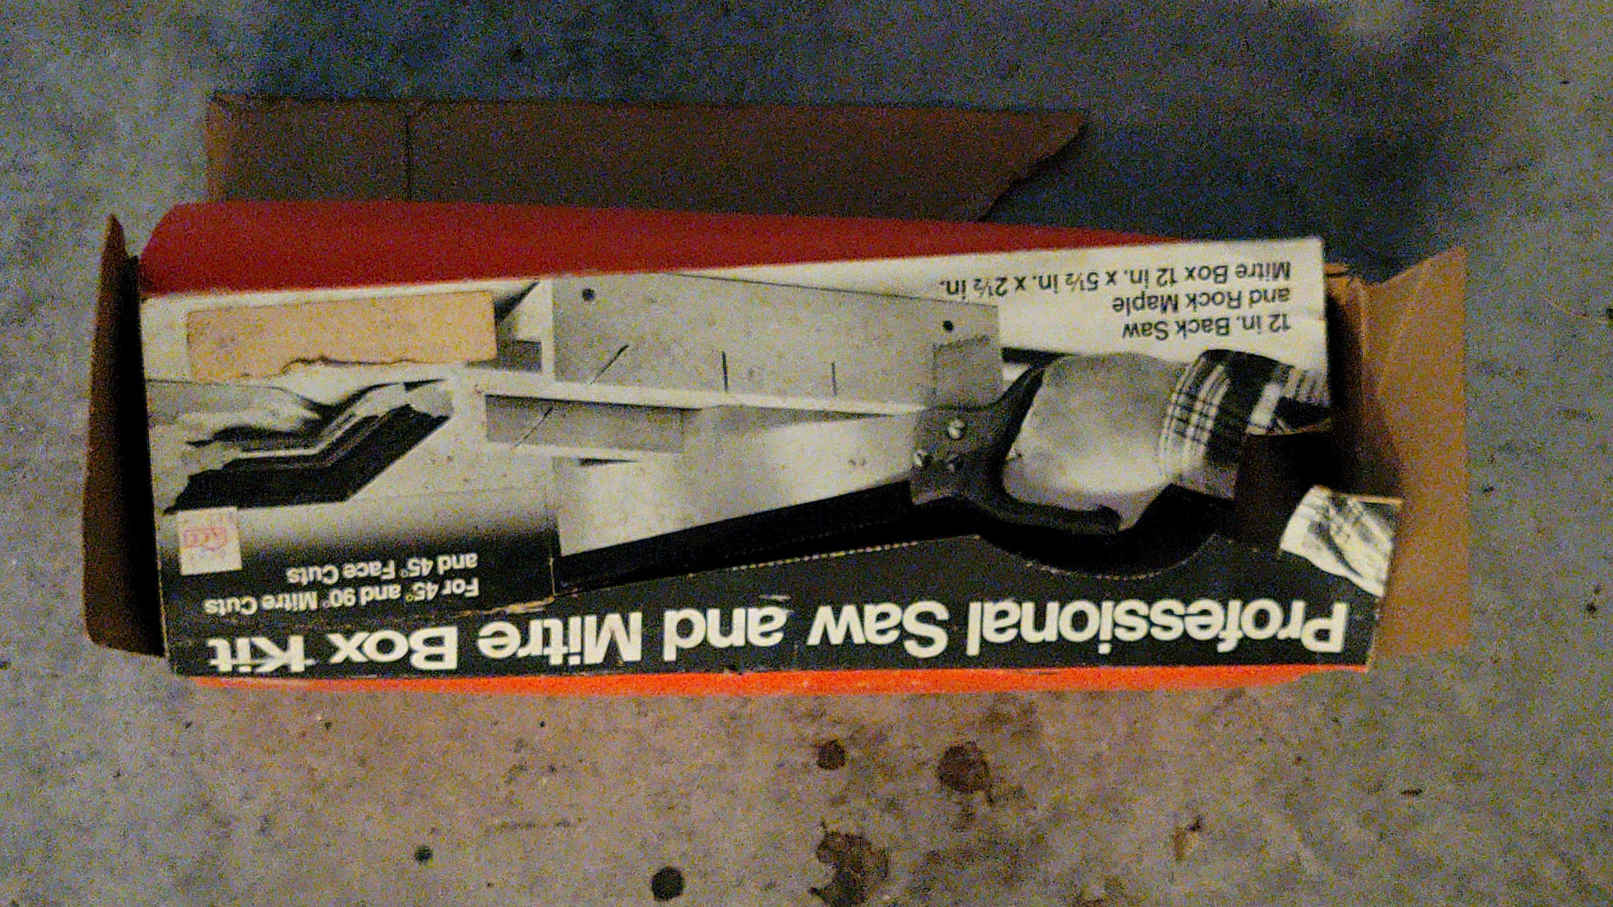 Professional Saw and Mitre Box Kit
For 45° and 90° Mitre Cuts
and 45° Face Cuts
12 in. Back Saw
and Rock Maple
Mitre Box 12 in. x 5½ in. x 2½ in.